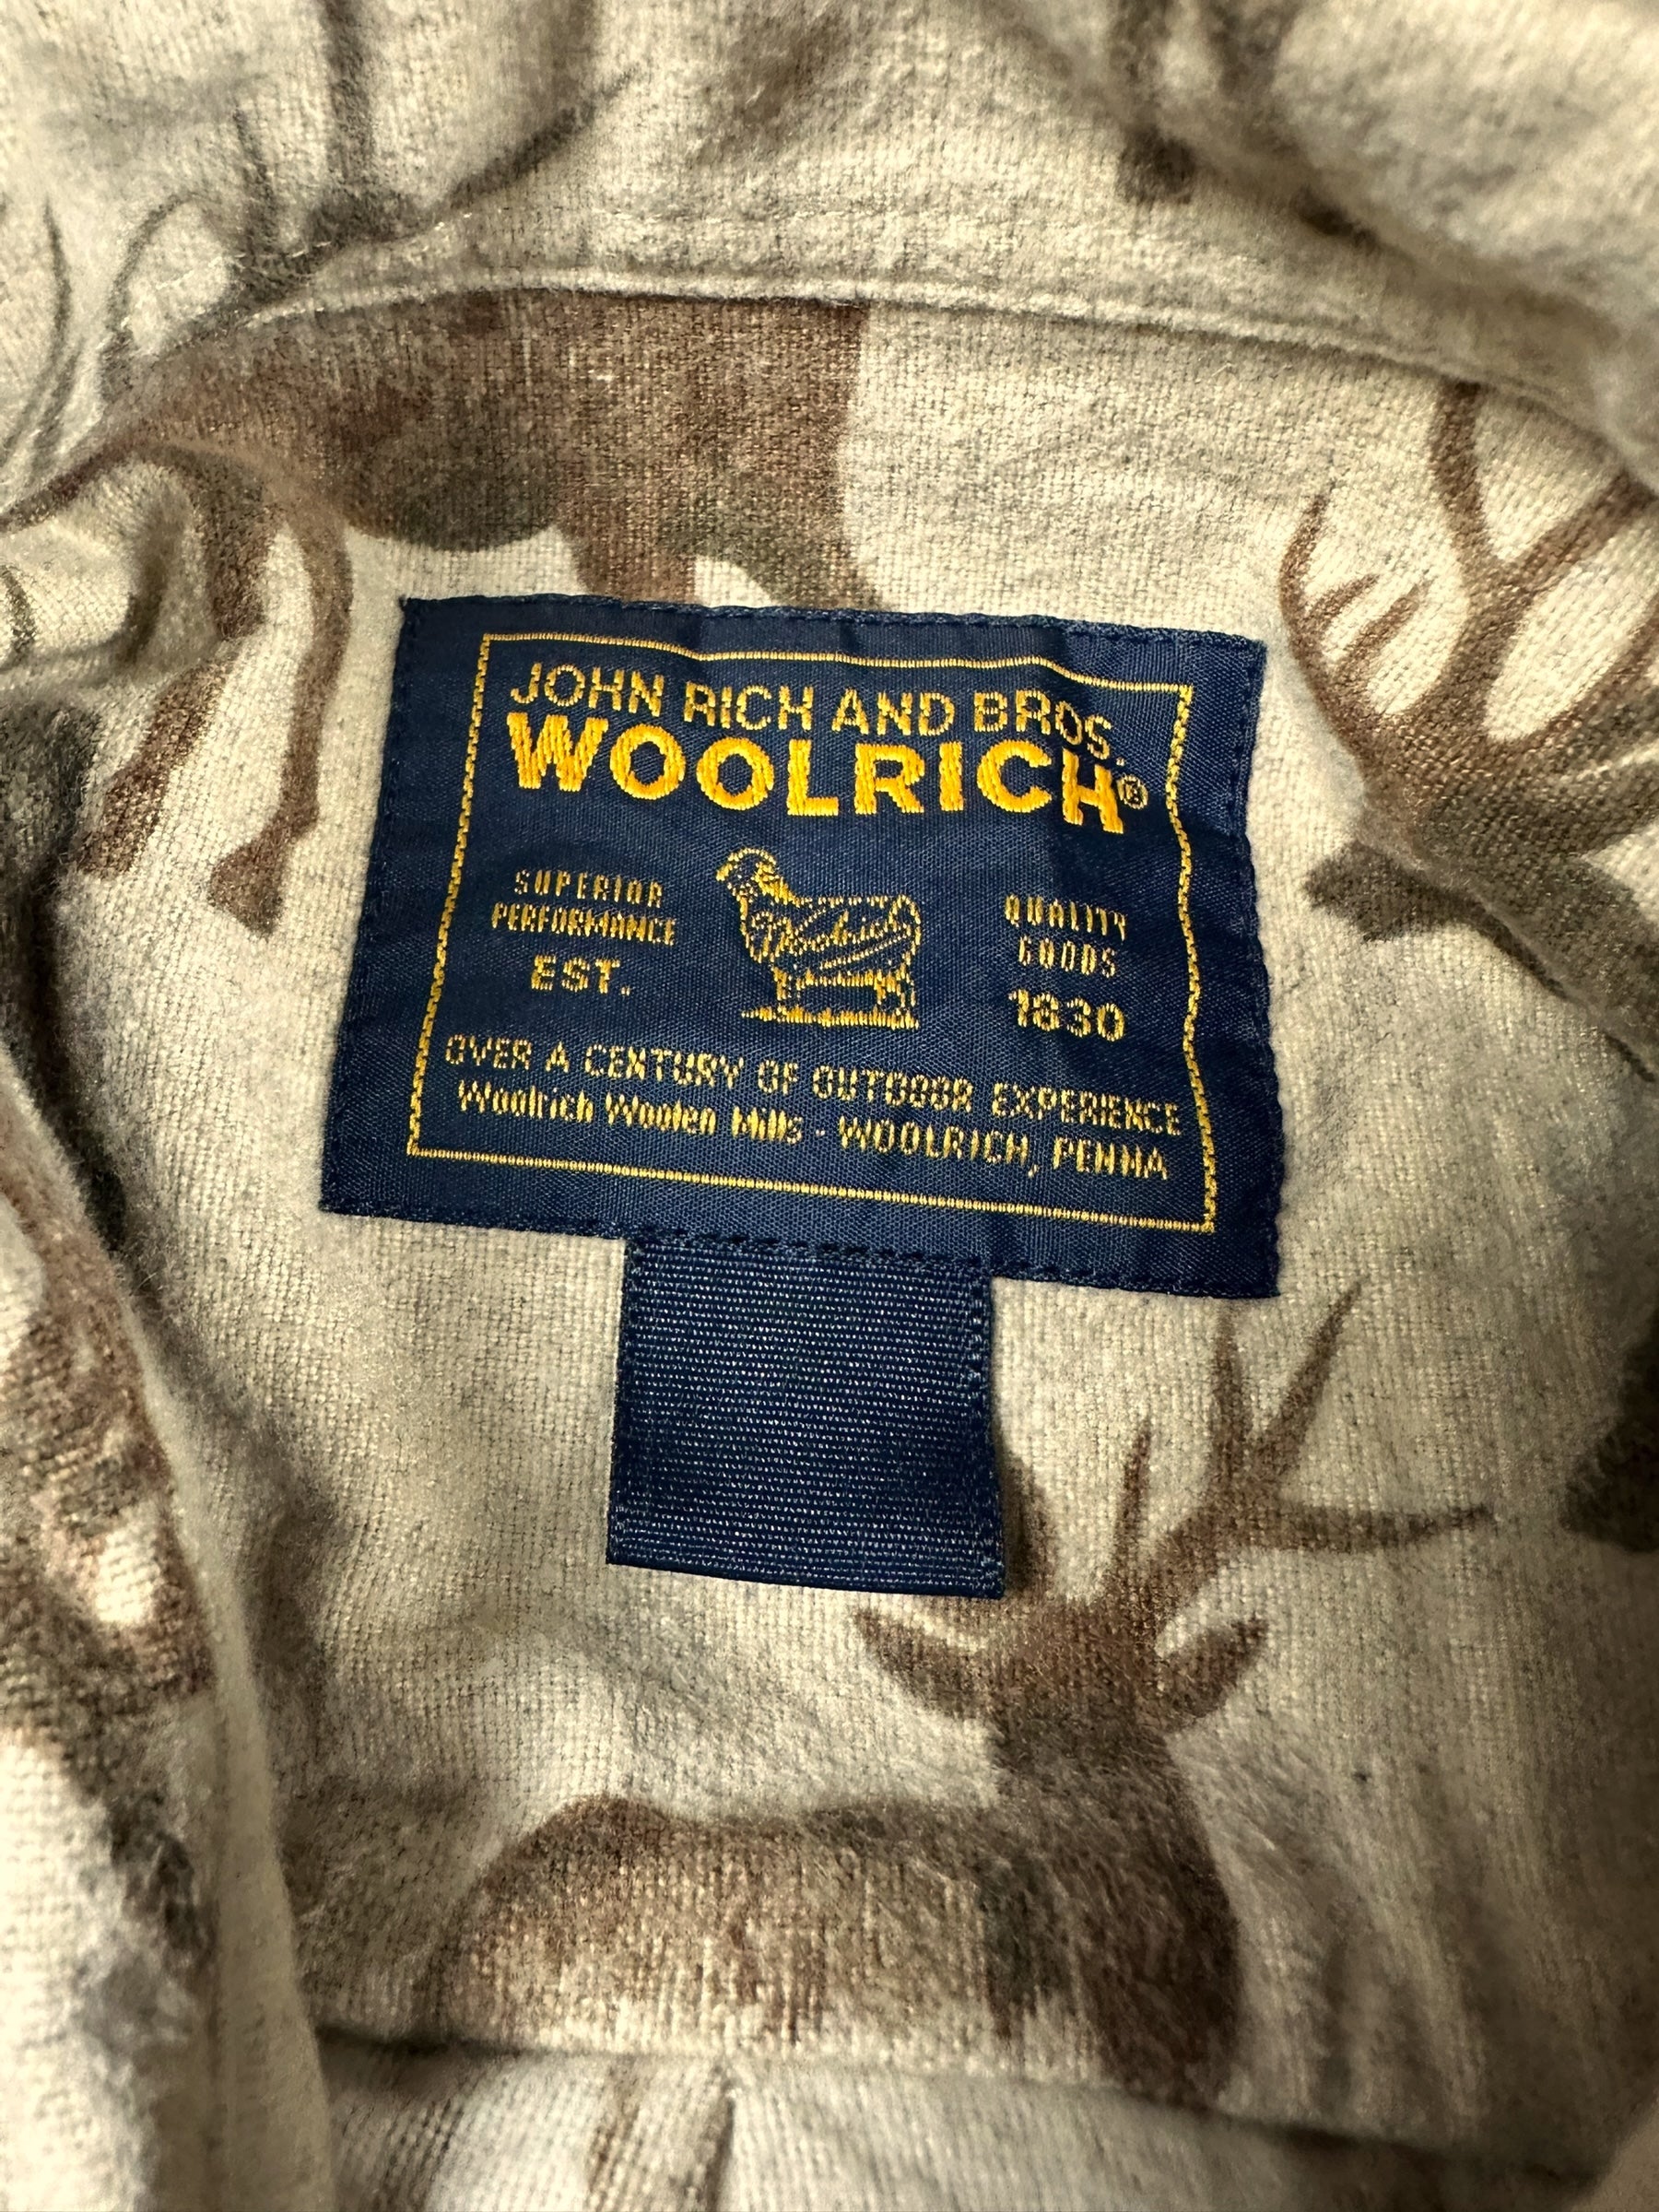 JOHN RICH AND BROS.
WOOLRICH®
SUPERIOR
PERFORMANCE
EST.
Woolrich
QUALITY
GOODS
1830
OVER A CENTURY OF OUTDOOR EXPERIENCE
Woolrich Woolen Mills - WOOLRICH, PENNA